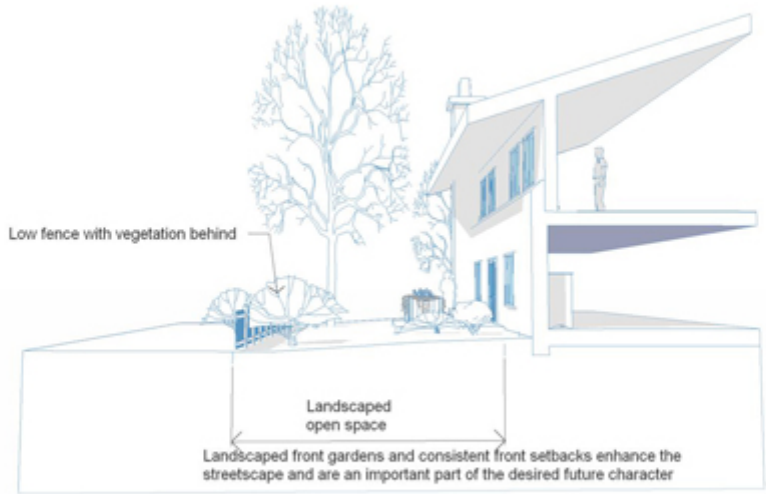 Low fence with vegetation behind
Landscaped
open space
Landscaped front gardens and consistent front setbacks enhance the
streetscape and are an important part of the desired future character